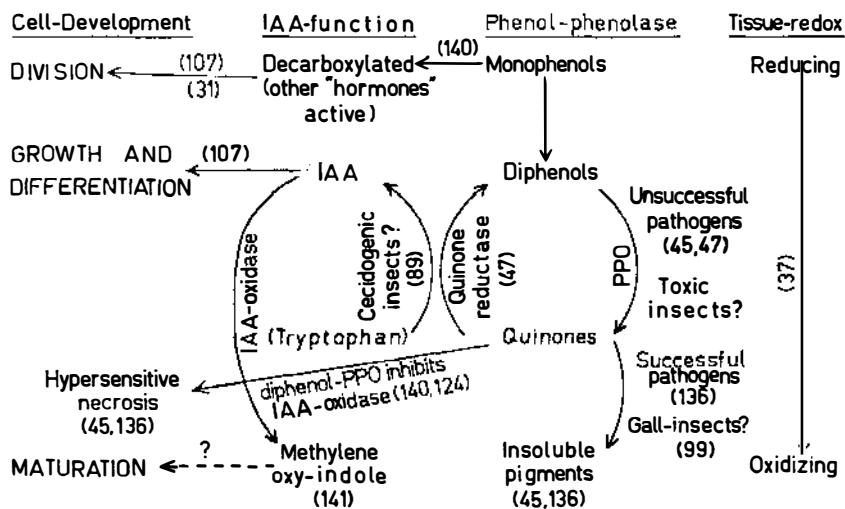 Cell-Development IAA-function Phenol-phenolase Tissue-redox
DIVISION (107) (31) Decarboxylated (140) Monophenols Reducing
(other "hormones"
active)
GROWTH AND (107) IAA Diphenols
DIFFERENTIATION
Unsuccessful
pathogens
(45,47)
IAA-oxidase
Cecidogenic
insects?
(89)
Quinone
reductase
(47)
PPO
Toxic
insects?
(37)
(Tryptophan) Quinones
diphenol-PPO inhibits
IAA-oxidase (140,124)
Hypersensitive
necrosis
(45,136)
Successful
pathogens
(136)
Gall-insects?
(99)
MATURATION ? Methylene
oxy-indole
(141)
Insoluble
pigments
(45,136)
Oxidizing